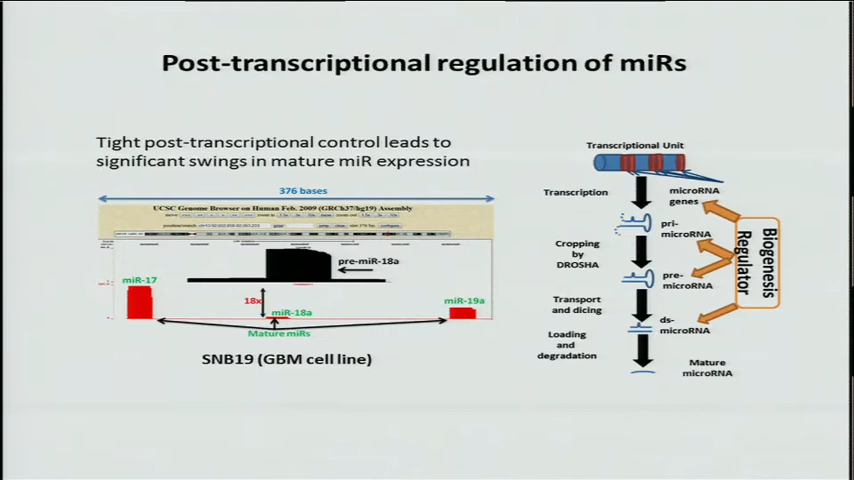 Post-transcriptional regulation of miRs
Tight post-transcriptional control leads to
significant swings in mature miR expression
376 bases
UCSC Genome Browser on Human Feb. 2009 (GRCh37/hg19) Assembly
pre-miR-18a
miR-17
18x
miR-18a
miR-19a
Mature miRs
SNB19 (GBM cell line)
Transcriptional Unit
Transcription
microRNA
genes
pri-
microRNA
Cropping
by
DROSHA
pre-
microRNA
Transport
and dicing
ds-
microRNA
Loading
and
degradation
Mature
microRNA
Biogenesis
Regulator